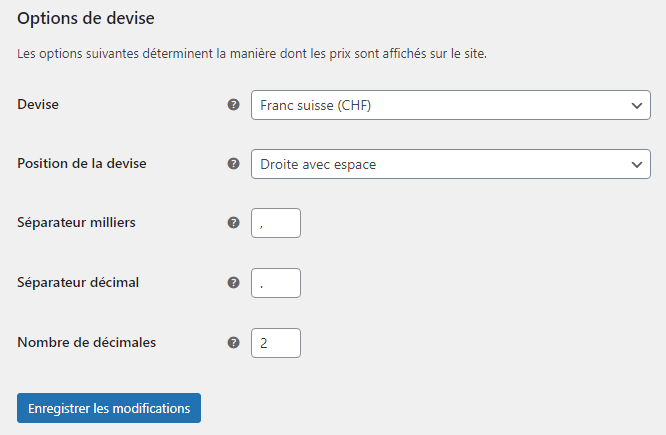 Options de devise
Les options suivantes déterminent la manière dont les prix sont affichés sur le site.
Devise ? Franc suisse (CHF)
Position de la devise ? Droite avec espace
Séparateur milliers ? ,
Séparateur décimal ? .
Nombre de décimales ? 2
Enregistrer les modifications